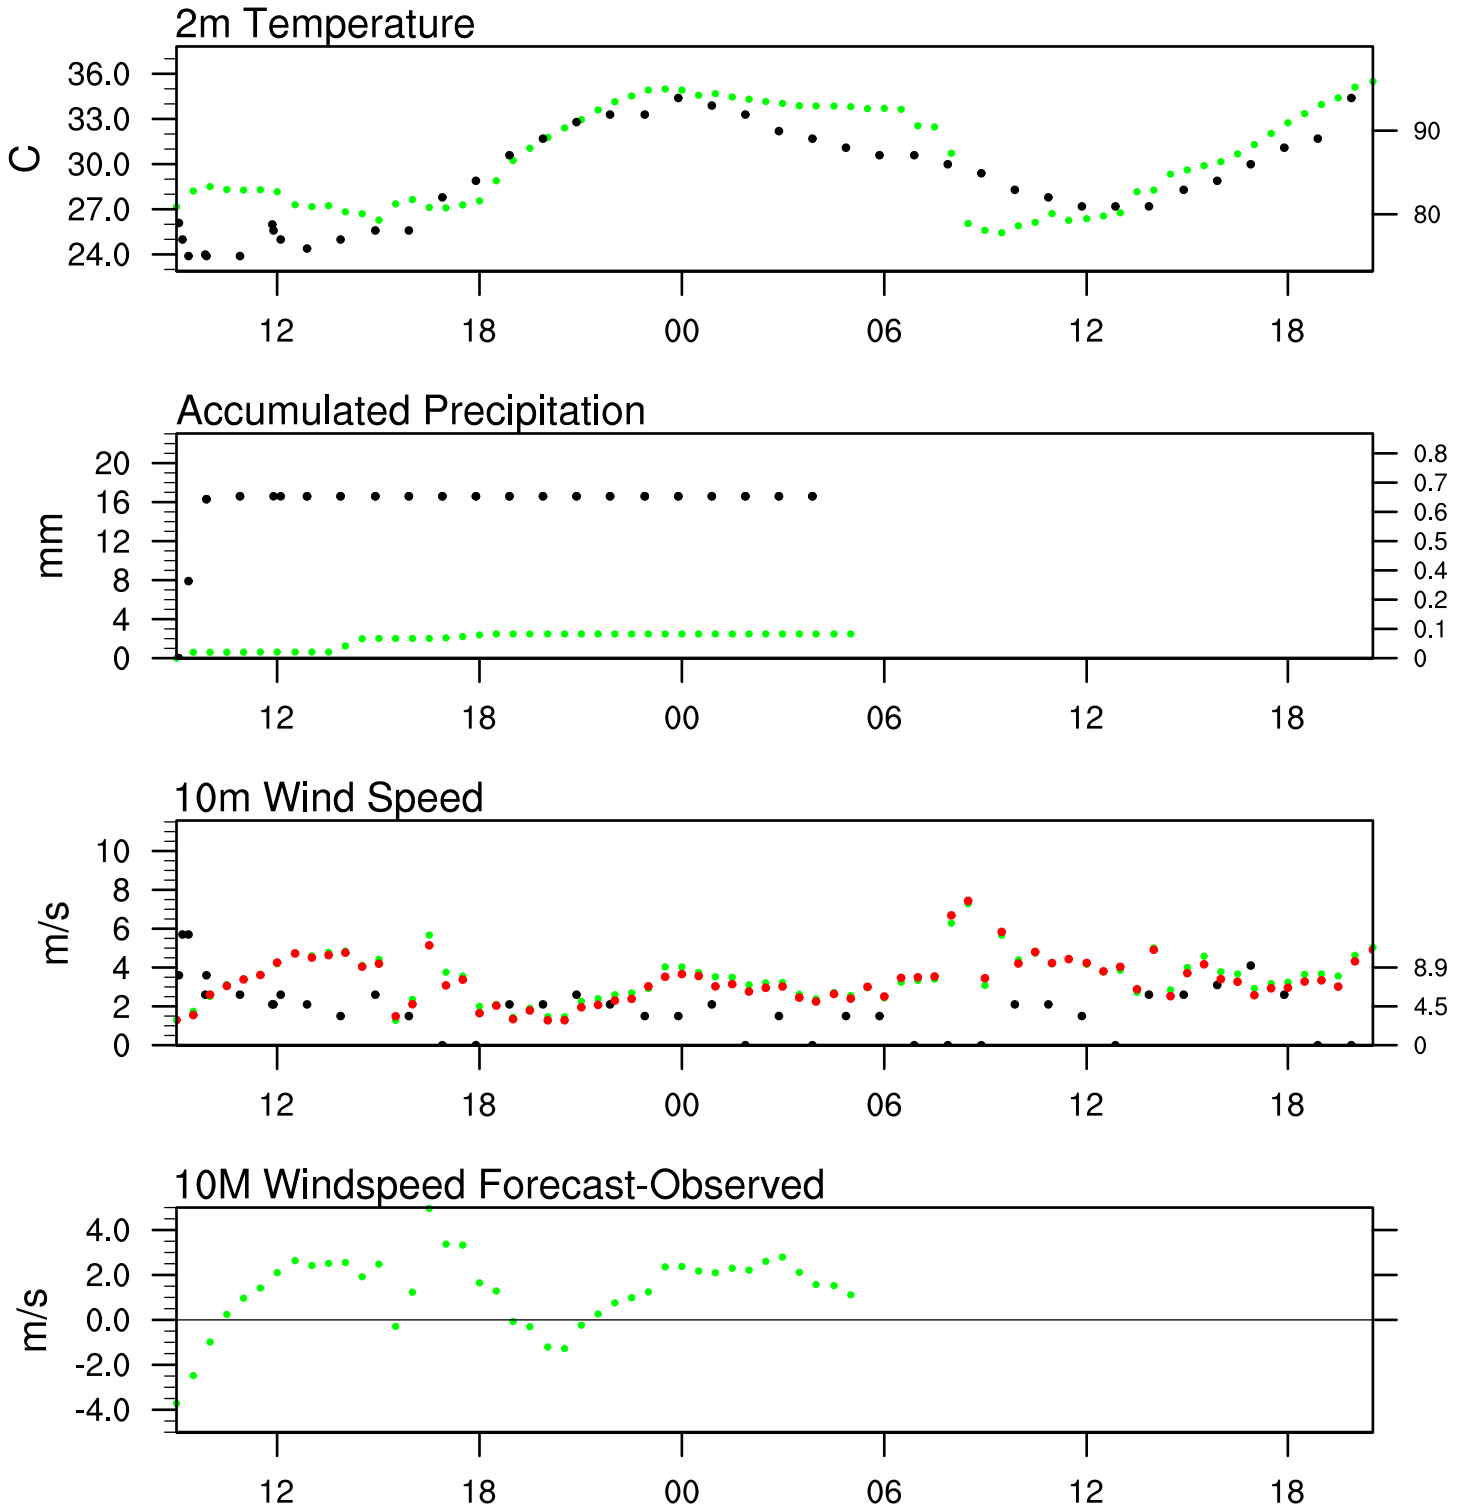 2m Temperature
36.0
33.0
30.0
27.0
24.0
C
90
80
12 18 00 06 12 18
Accumulated Precipitation
20
16
12
8
4
0
mm
0.8
0.7
0.6
0.5
0.4
0.2
0.1
0
12 18 00 06 12 18
10m Wind Speed
10
8
6
4
2
0
m/s
8.9
4.5
0
12 18 00 06 12 18
10M Windspeed Forecast-Observed
4.0
2.0
0.0
-2.0
-4.0
m/s
12 18 00 06 12 18